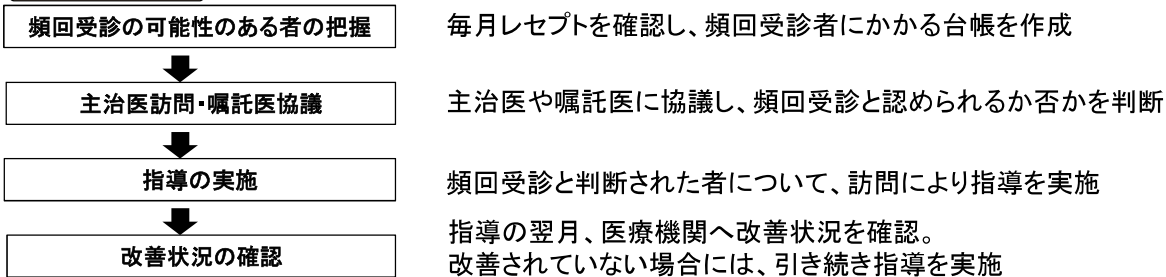 頻回受診の可能性のある者の把握
毎月レセプトを確認し、頻回受診者にかかる台帳を作成
主治医訪問・嘱託医協議
主治医や嘱託医に協議し、頻回受診と認められるか否かを判断
指導の実施
頻回受診と判断された者について、訪問により指導を実施
改善状況の確認
指導の翌月、医療機関へ改善状況を確認。
改善されていない場合には、引き続き指導を実施